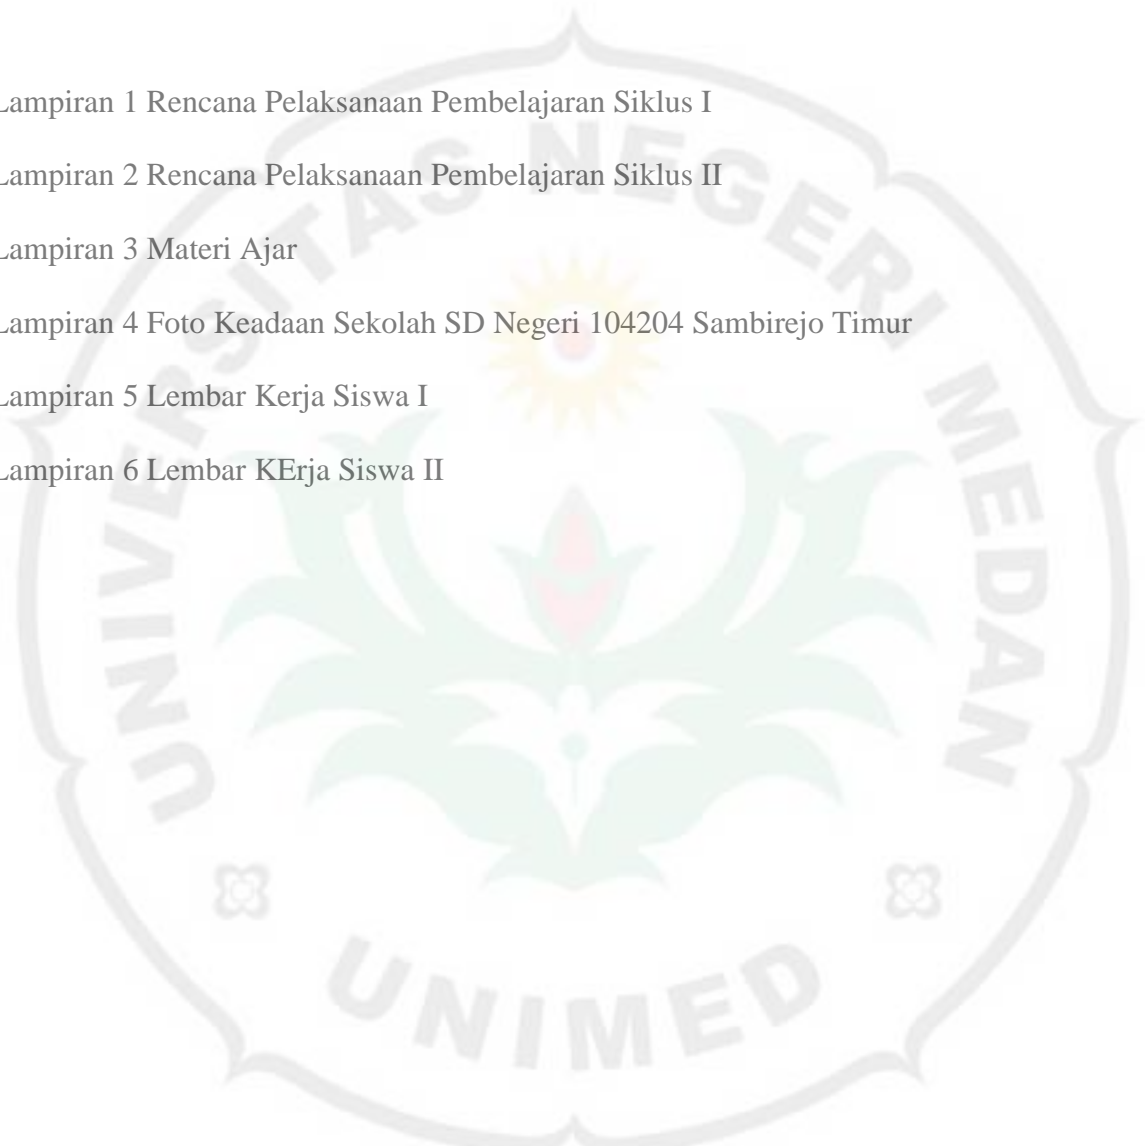 Lampiran 1 Rencana Pelaksanaan Pembelajaran Siklus I
Lampiran 2 Rencana Pelaksanaan Pembelajaran Siklus II
Lampiran 3 Materi Ajar
Lampiran 4 Foto Keadaan Sekolah SD Negeri 104204 Sambirejo Timur
Lampiran 5 Lembar Kerja Siswa I
Lampiran 6 Lembar KErja Siswa II
UNIVERSITAS NEGERI MEDAN
UNIMED